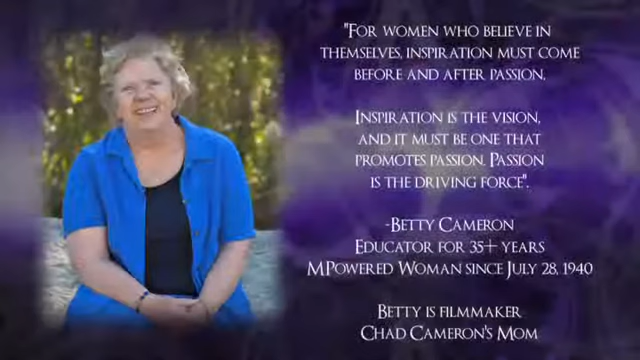 "For women who believe in
themselves, inspiration must come
before and after passion.
Inspiration is the vision,
and it must be one that
promotes passion. Passion
is the driving force".
-Betty Cameron
Educator for 35+ years
MPowered Woman since July 28, 1940
Betty is filmmaker
Chad Cameron's Mom